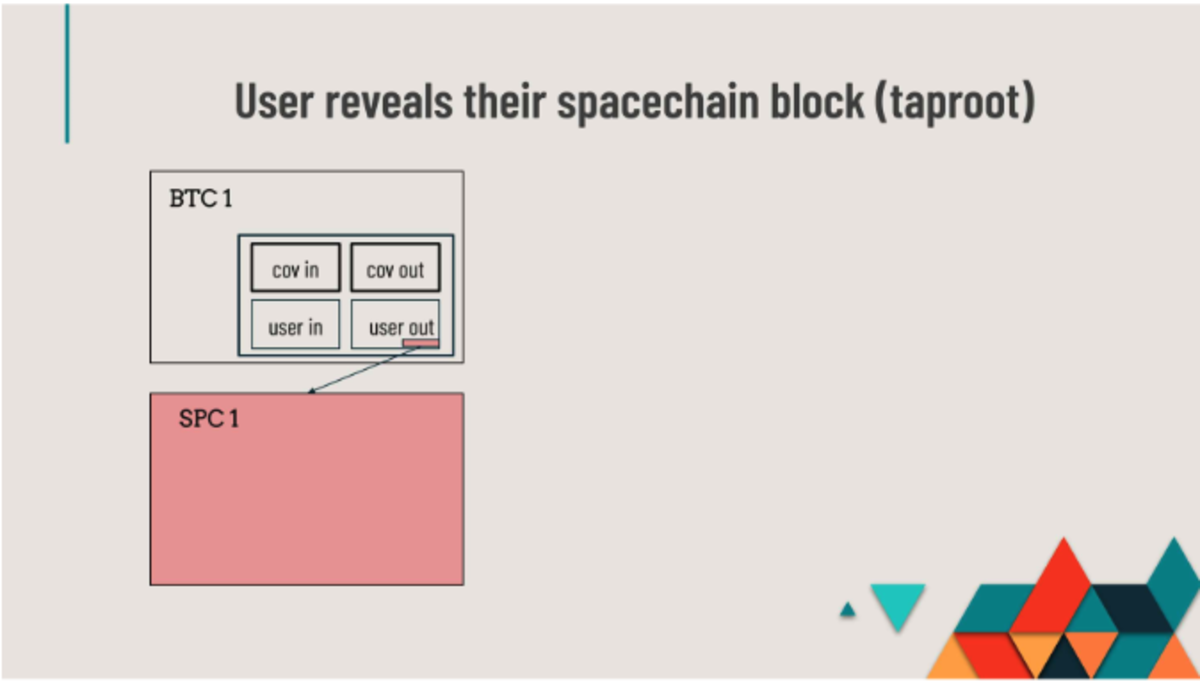 User reveals their spacechain block (taproot)
BTC 1
cov in
cov out
user in
user out
SPC 1